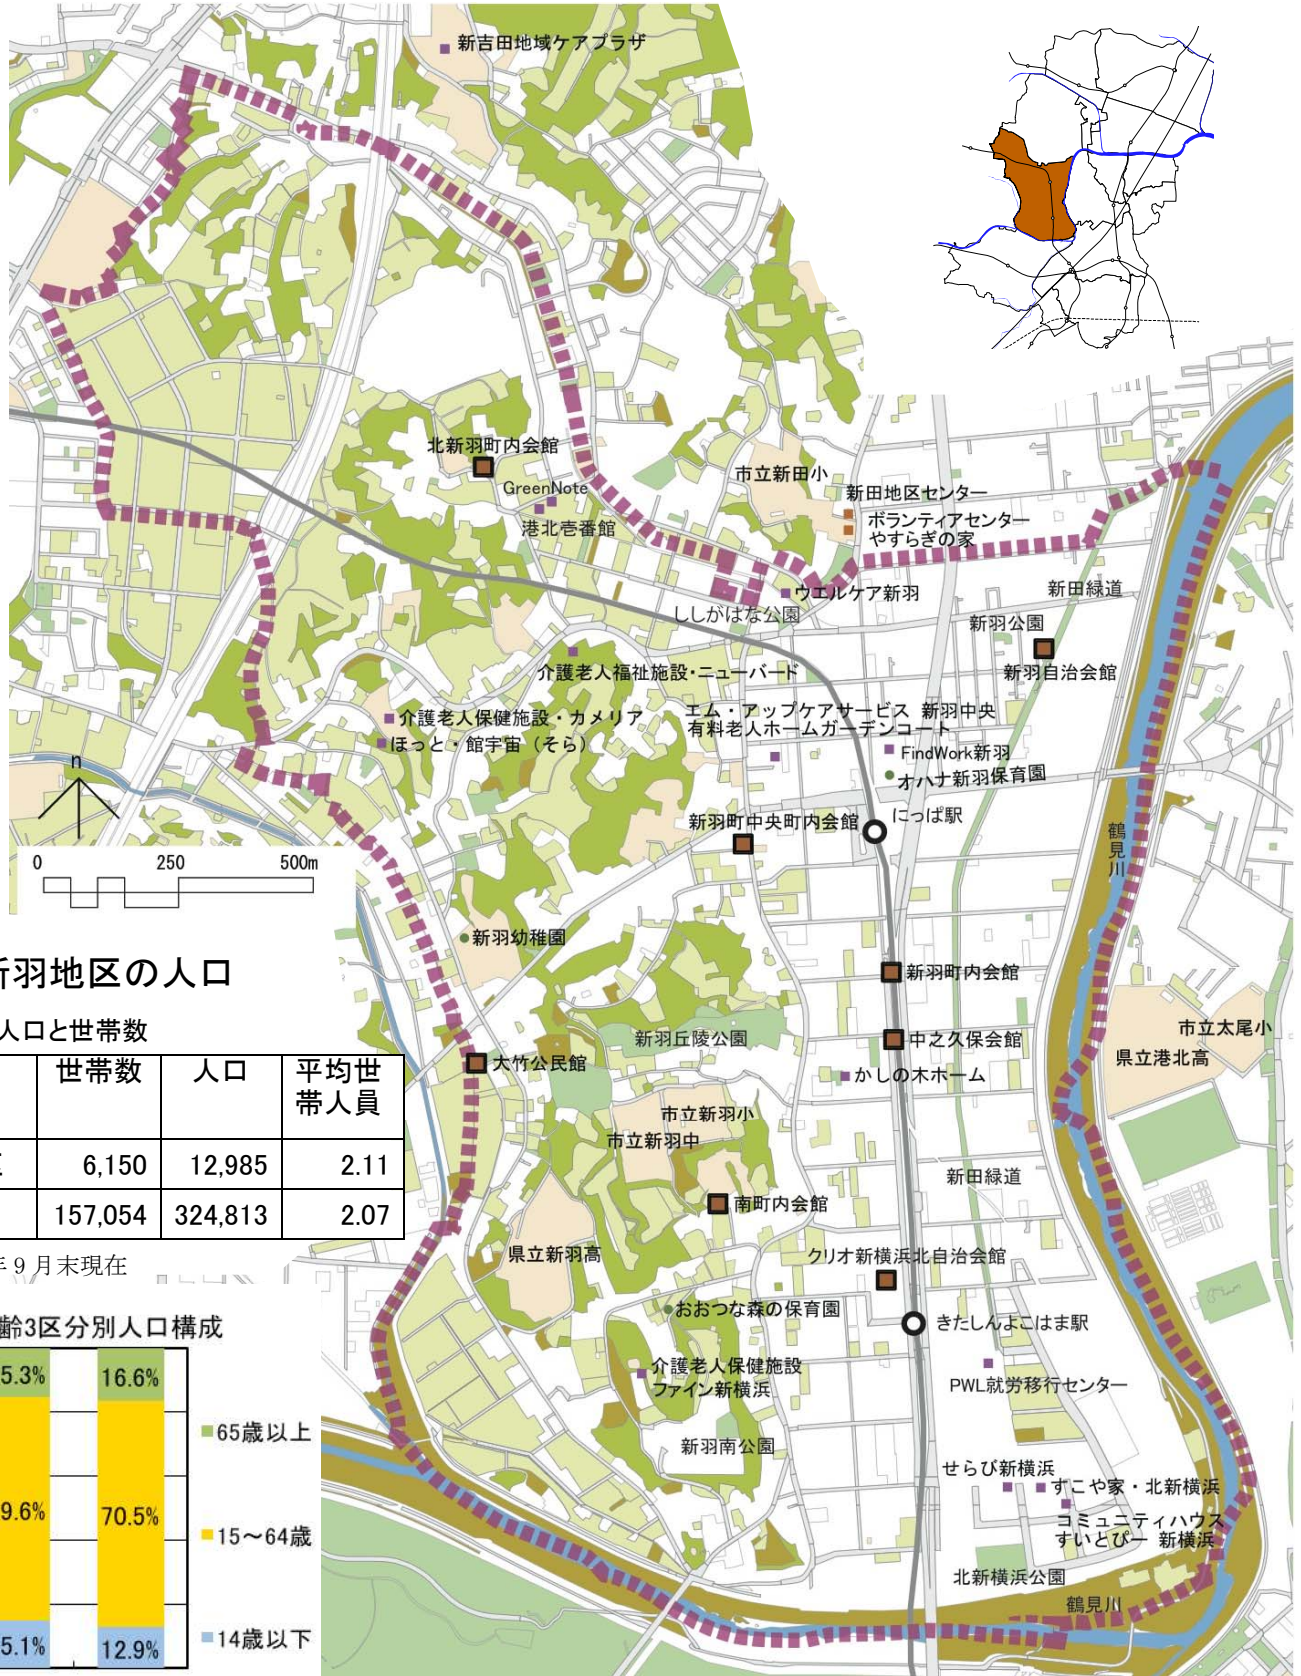 新吉田地域ケアプラザ
北新羽町内会館
GreenNote
港北壱番館
市立新田小
新田地区センター
ボランティアセンター
やすらぎの家
ウエルケア新羽
ししがはな公園
新田緑道
新羽公園
新羽自治会館
介護老人福祉施設・ニューバード
介護老人保健施設・カメリア
ほっと・館宇宙（そら）
エム・アップケアサービス 新羽中央
有料老人ホームガーデンコート
FindWork新羽
オハナ新羽保育園
にっぱ駅
新羽町中央町内会館
鶴見川
n
0 250 500m
新羽幼稚園
新羽町内会館
中之久保会館
新羽丘陵公園
かしの木ホーム
大竹公民館
市立太尾小
県立港北高
市立新羽小
市立新羽中
新田緑道
南町内会館
県立新羽高
クリオ新横浜北自治会館
おおつな森の保育園
きたしんよこはま駅
介護老人保健施設
ファイン新横浜
PWL就労移行センター
新羽南公園
せらび新横浜
すこや家・北新横浜
コミュニティハウス
すいとぴー 新横浜
北新横浜公園
鶴見川
新羽地区の人口
人口と世帯数
世帯数 人口 平均世
帯人員
6,150 12,985 2.11
157,054 324,813 2.07
年９月末現在
齢3区分別人口構成
5.3% 16.6%
65歳以上
9.6% 70.5%
15～64歳
5.1% 12.9%
14歳以下